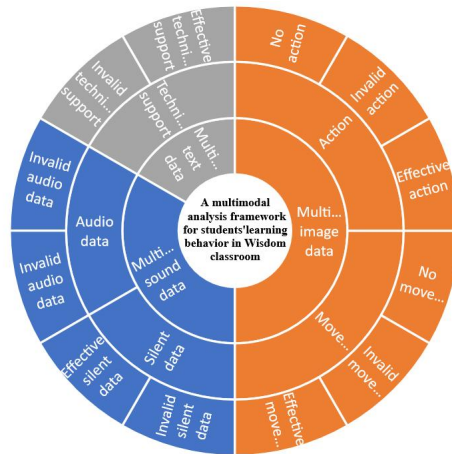 A multimodal
analysis framework
for students'learning
behavior in Wisdom
classroom
Multi...
image data
Action
No
action
Invalid
action
Effective
action
Move...
No
move...
Invalid
move...
Effective
move...
Multi...
sound data
Silent data
Invalid
silent data
Effective
silent data
Audio
data
Invalid
audio
data
Invalid
audio data
Multi...
text
data
Techni...
support
Invalid
techni...
support
Effective
techni...
support